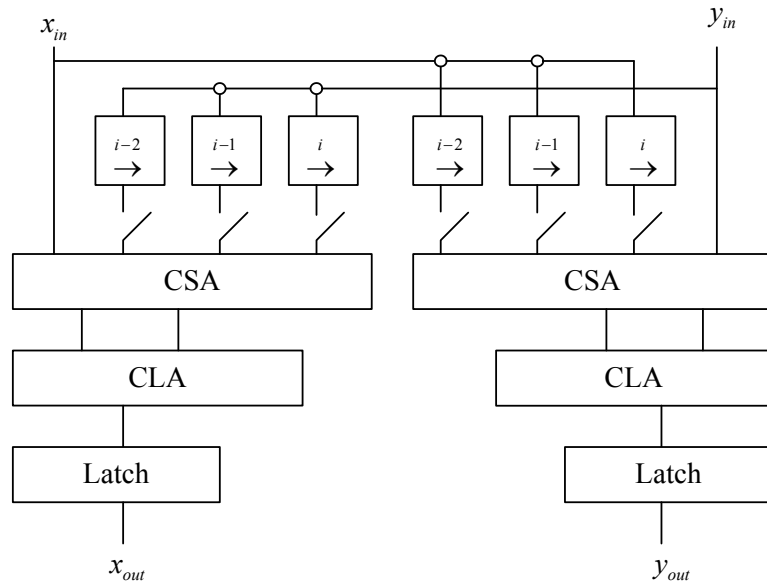 x_in y_in
i−2 i−1 i i−2 i−1 i
CSA CSA
CLA CLA
Latch Latch
x_out y_out